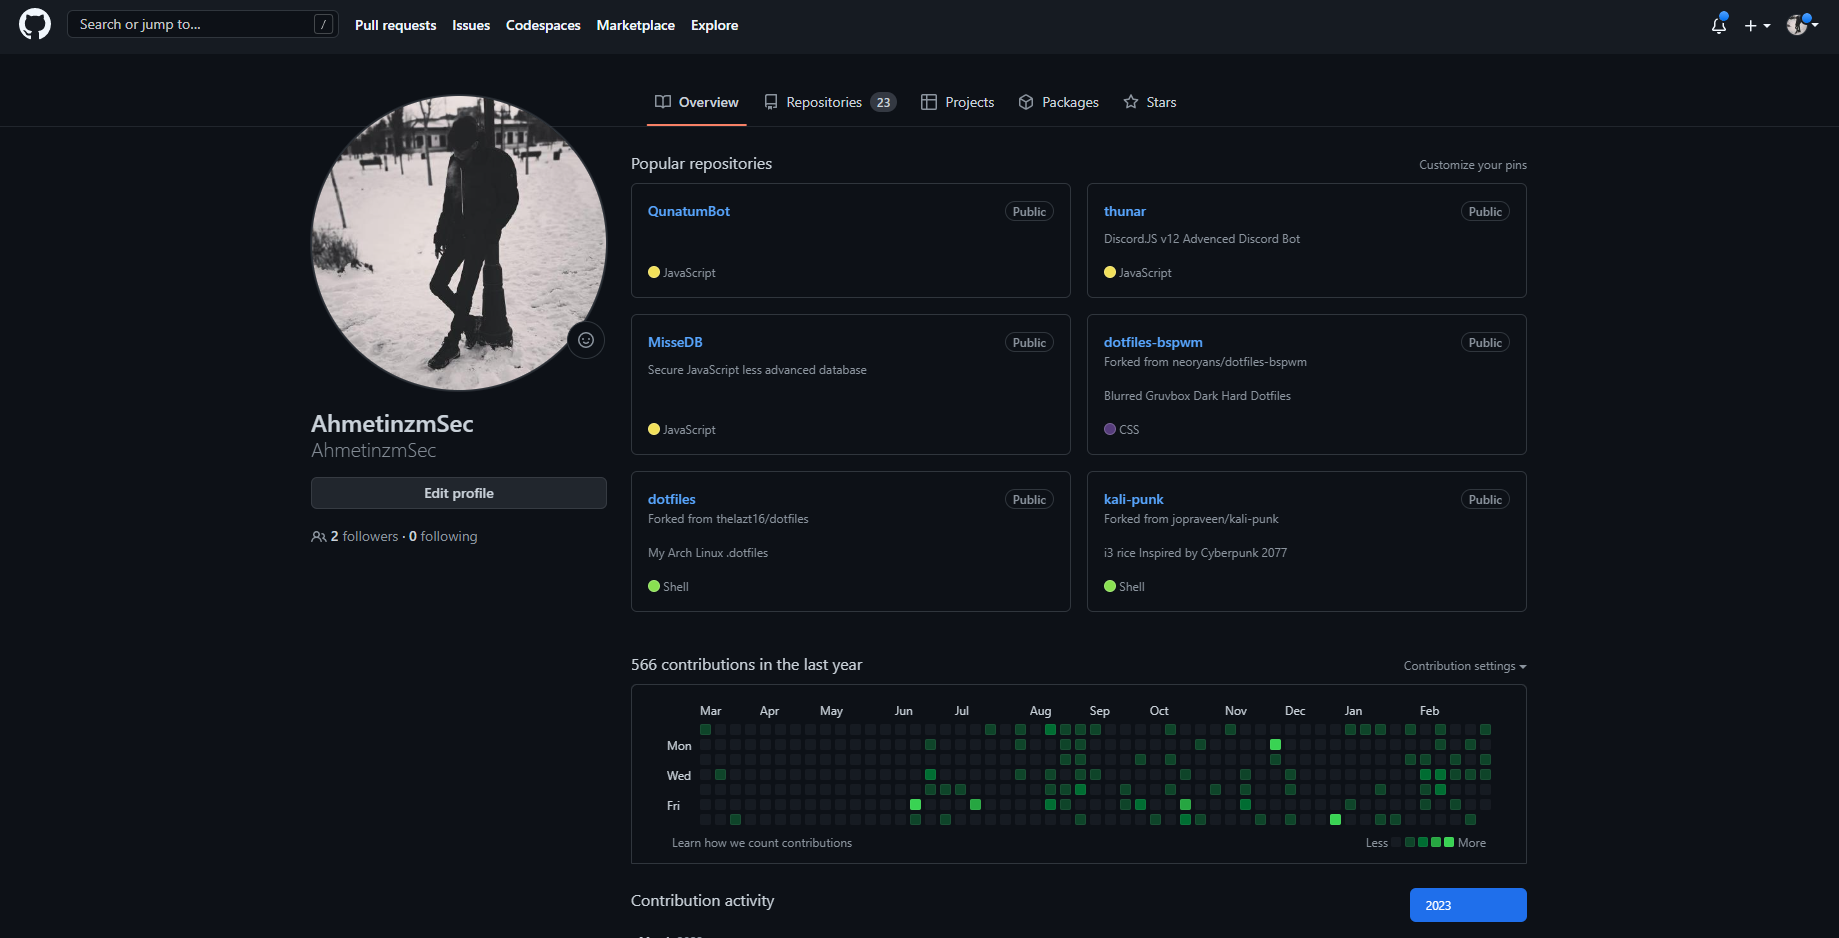 Search or jump to...
/
Pull requests
Issues
Codespaces
Marketplace
Explore
Overview
Repositories 23
Projects
Packages
Stars
AhmetinzmSec
AhmetinzmSec
Edit profile
2 followers · 0 following
Popular repositories
Customize your pins
QunatumBot
Public
JavaScript
thunar
Public
Discord.JS v12 Advenced Discord Bot
JavaScript
MisseDB
Public
Secure JavaScript less advanced database
JavaScript
dotfiles-bspwm
Public
Forked from neoryans/dotfiles-bspwm
Blurred Gruvbox Dark Hard Dotfiles
CSS
dotfiles
Public
Forked from thelazt16/dotfiles
My Arch Linux .dotfiles
Shell
kali-punk
Public
Forked from jopraveen/kali-punk
i3 rice Inspired by Cyberpunk 2077
Shell
566 contributions in the last year
Contribution settings
Mar Apr May Jun Jul Aug Sep Oct Nov Dec Jan Feb
Mon
Wed
Fri
Learn how we count contributions
Less
More
Contribution activity
2023